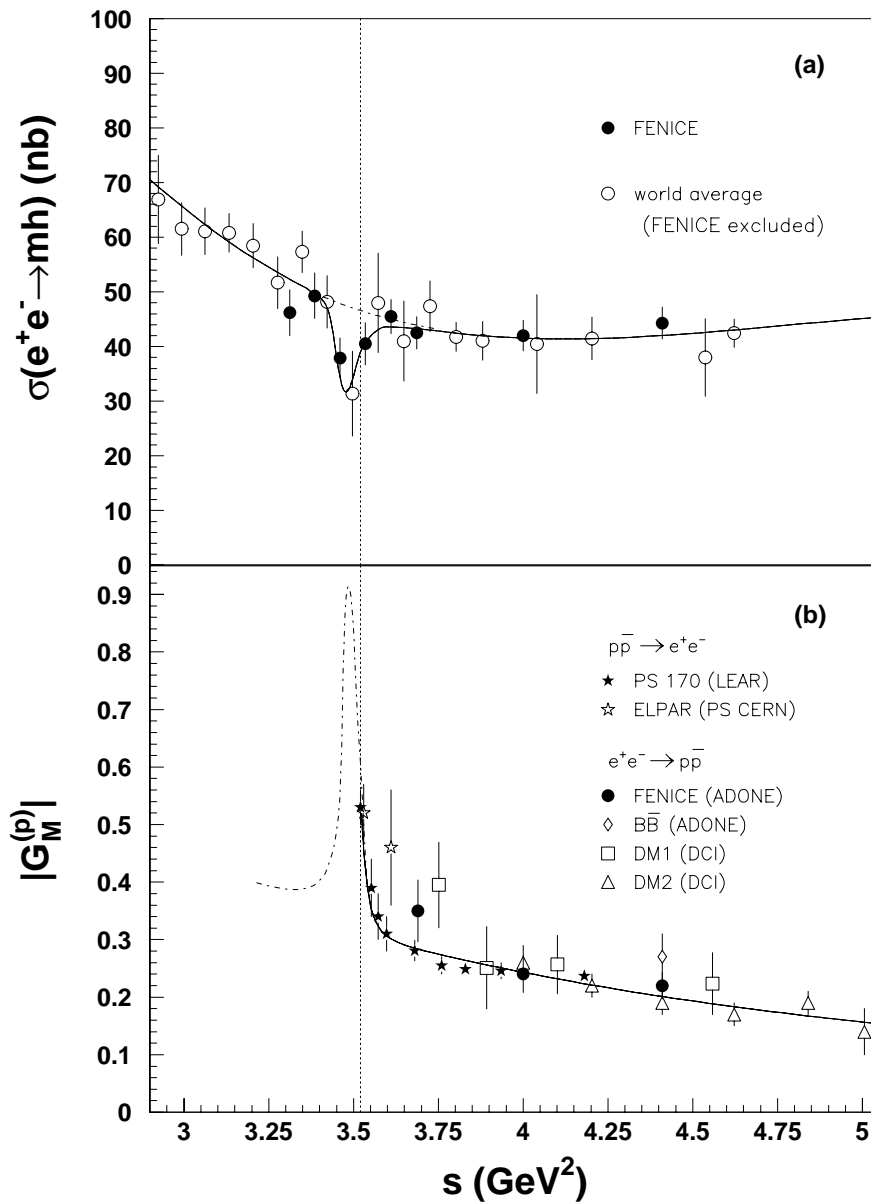 (a)
σ(e⁺e⁻→mh) (nb)
100
90
80
70
60
50
40
30
20
10
0
FENICE
world average
(FENICE excluded)
(b)
|G_M^(p)|
0.9
0.8
0.7
0.6
0.5
0.4
0.3
0.2
0.1
0
pp̅ → e⁺e⁻
PS 170 (LEAR)
ELPAR (PS CERN)
e⁺e⁻ → pp̅
FENICE (ADONE)
BB̅ (ADONE)
DM1 (DCI)
DM2 (DCI)
3 3.25 3.5 3.75 4 4.25 4.5 4.75 5
s (GeV²)